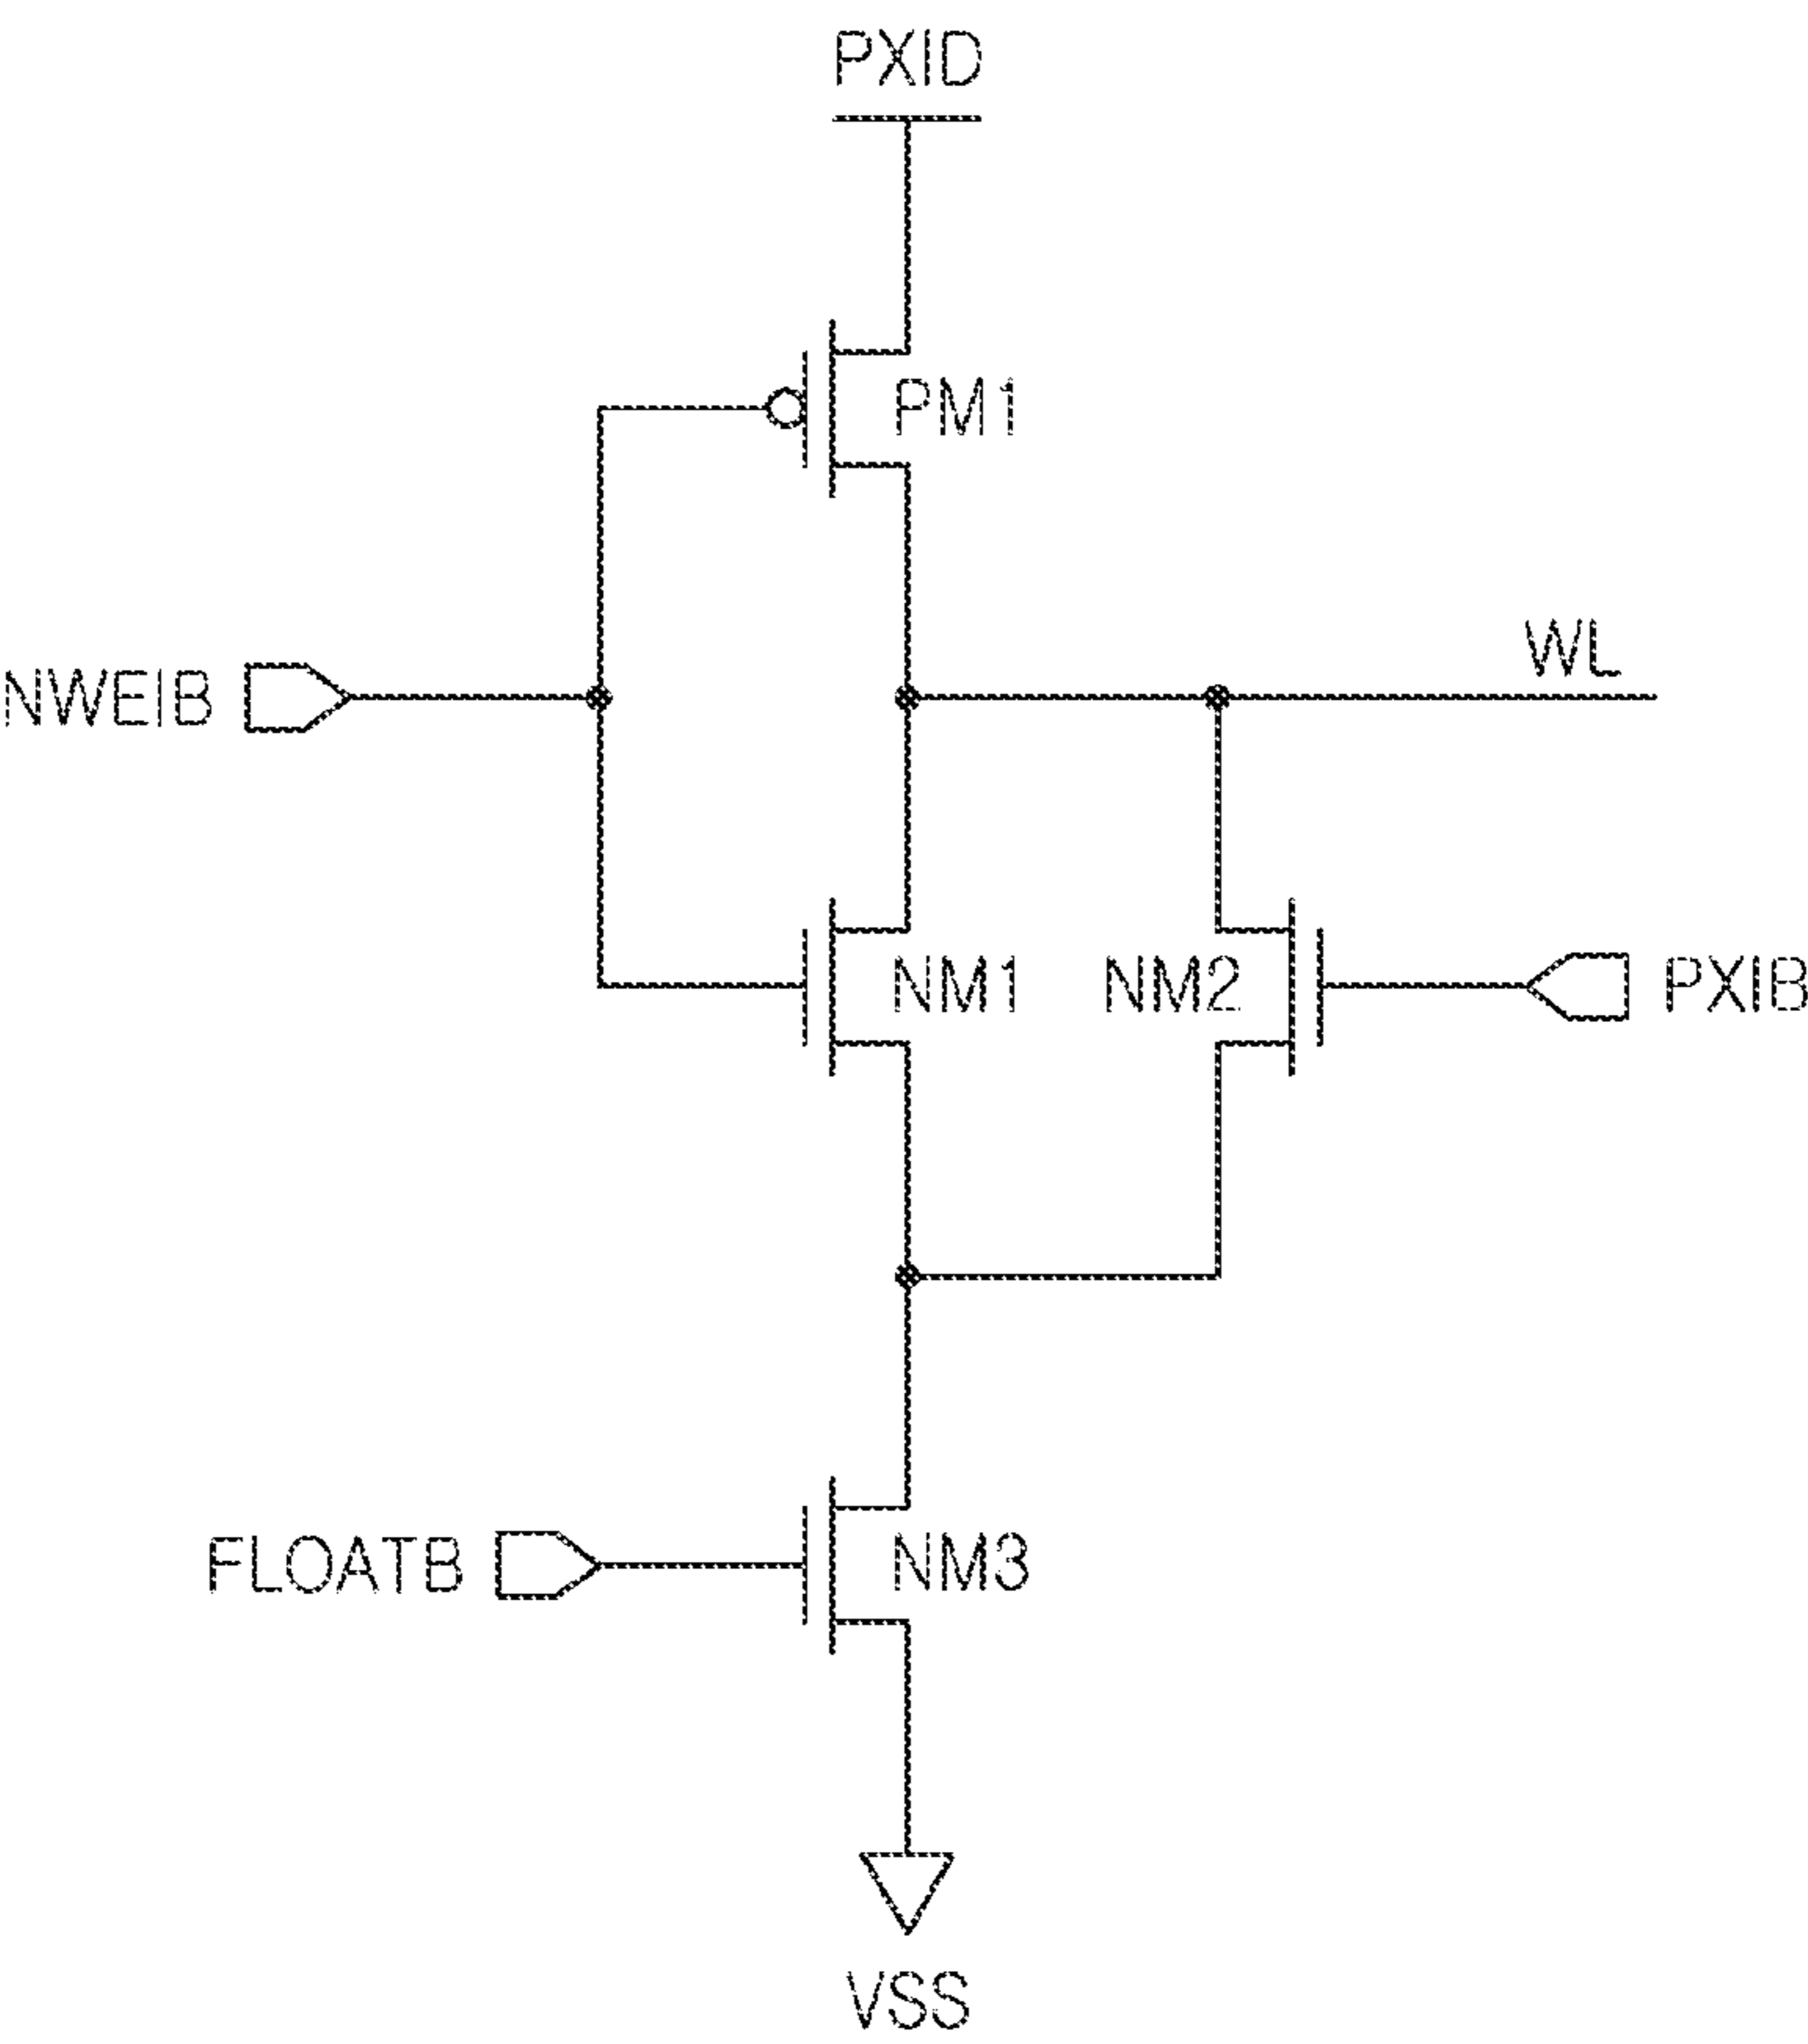 PXID
PM1
WL
NWEIB
NM1
NM2
PXIB
FLOATB
NM3
VSS